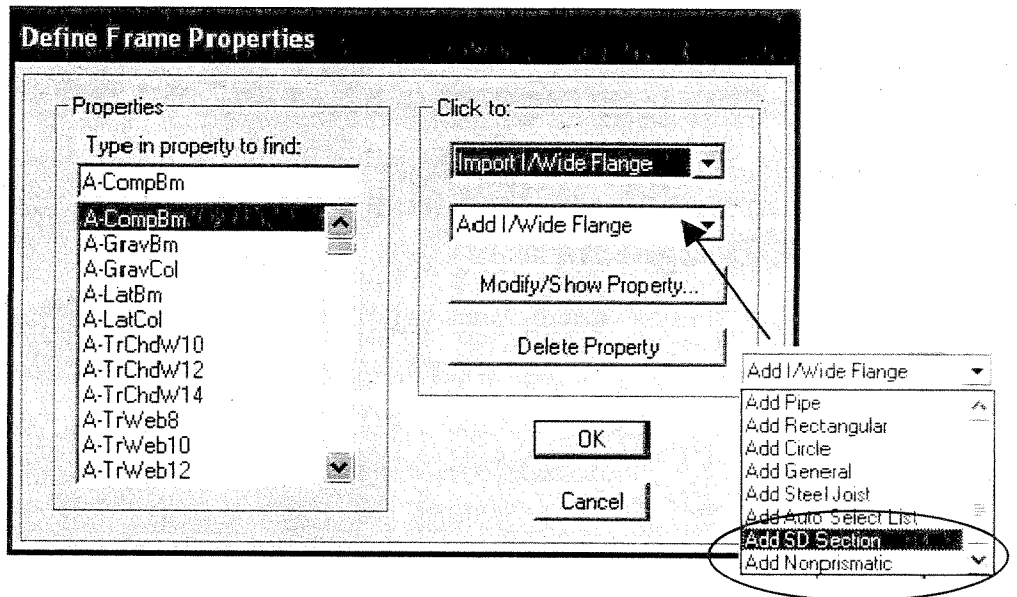 Define Frame Properties
Properties
Type in property to find:
A-CompBm
A-CompBm
A-GravBm
A-GravCol
A-LatBm
A-LatCol
A-TrChdW10
A-TrChdW12
A-TrChdW14
A-TrWeb8
A-TrWeb10
A-TrWeb12
Click to:
Import I/Wide Flange
Add I/Wide Flange
Modify/Show Property...
Delete Property
OK
Cancel
Add I/Wide Flange
Add Pipe
Add Rectangular
Add Circle
Add General
Add Steel Joist
Add Auto Select List
Add SD Section
Add Nonprismatic